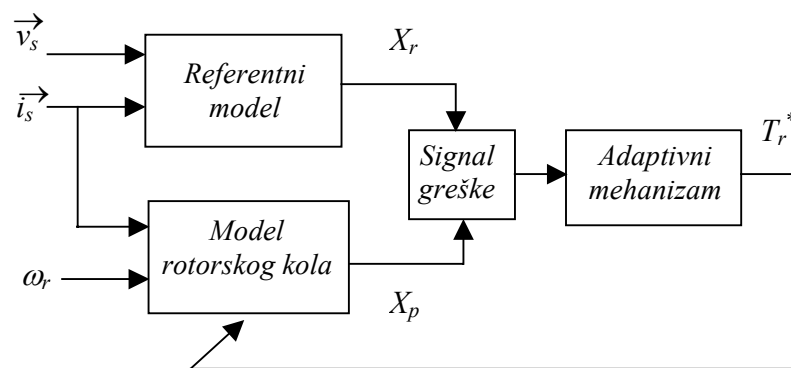 v_s
i_s
Referentni
model
X_r
Signal
greške
Adaptivni
mehanizam
T_r^*
Model
rotorskog kola
ω_r
X_p